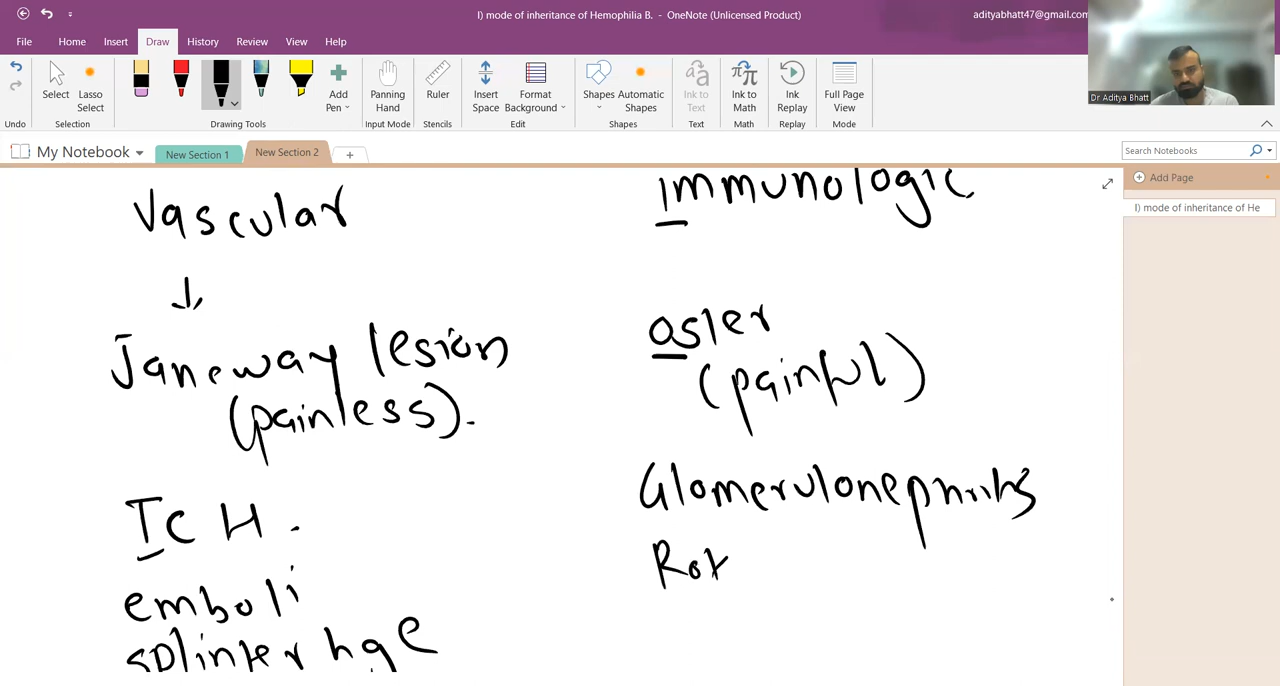 I) mode of inheritance of Hemophilia B. - OneNote (Unlicensed Product)
adityabhatt47@gmail.com
File Home Insert Draw History Review View Help
Undo
Select
Lasso Select
Selection
Add Pen
Drawing Tools
Panning Hand
Input Mode
Ruler
Stencils
Insert Space
Format Background
Edit
Shapes
Automatic Shapes
Shapes
Ink to Text
Text
Ink to Math
Math
Ink Replay
Replay
Full Page View
Mode
Dr Aditya Bhatt
My Notebook
New Section 1
New Section 2
Search Notebooks
Add Page
I) mode of inheritance of He
Vascular
Janeway lesion
(painless).
ICH.
emboli
splinter hge
Immunologic
osler
(painful)
Rot